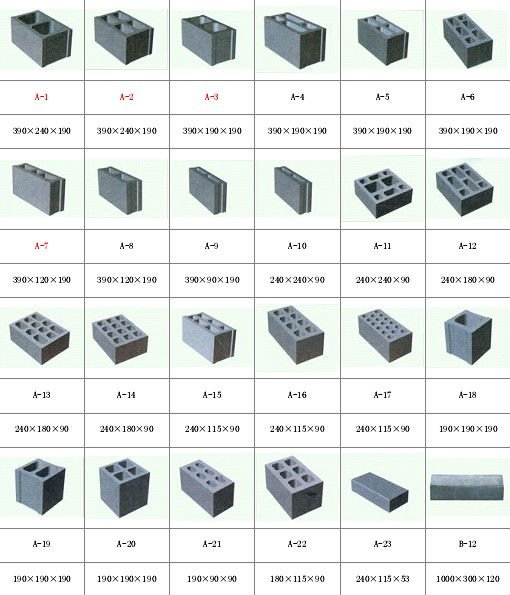 A-1 A-2 A-3 A-4 A-5 A-6
390×240×190 390×240×190 390×190×190 390×190×190 390×190×190 390×190×190
A-7 A-8 A-9 A-10 A-11 A-12
390×120×190 390×120×190 390×90×190 240×240×90 240×240×90 240×180×90
A-13 A-14 A-15 A-16 A-17 A-18
240×180×90 240×180×90 240×115×90 240×115×90 240×115×90 190×190×190
A-19 A-20 A-21 A-22 A-23 B-12
190×190×190 190×190×190 190×90×90 180×115×90 240×115×53 1000×300×120